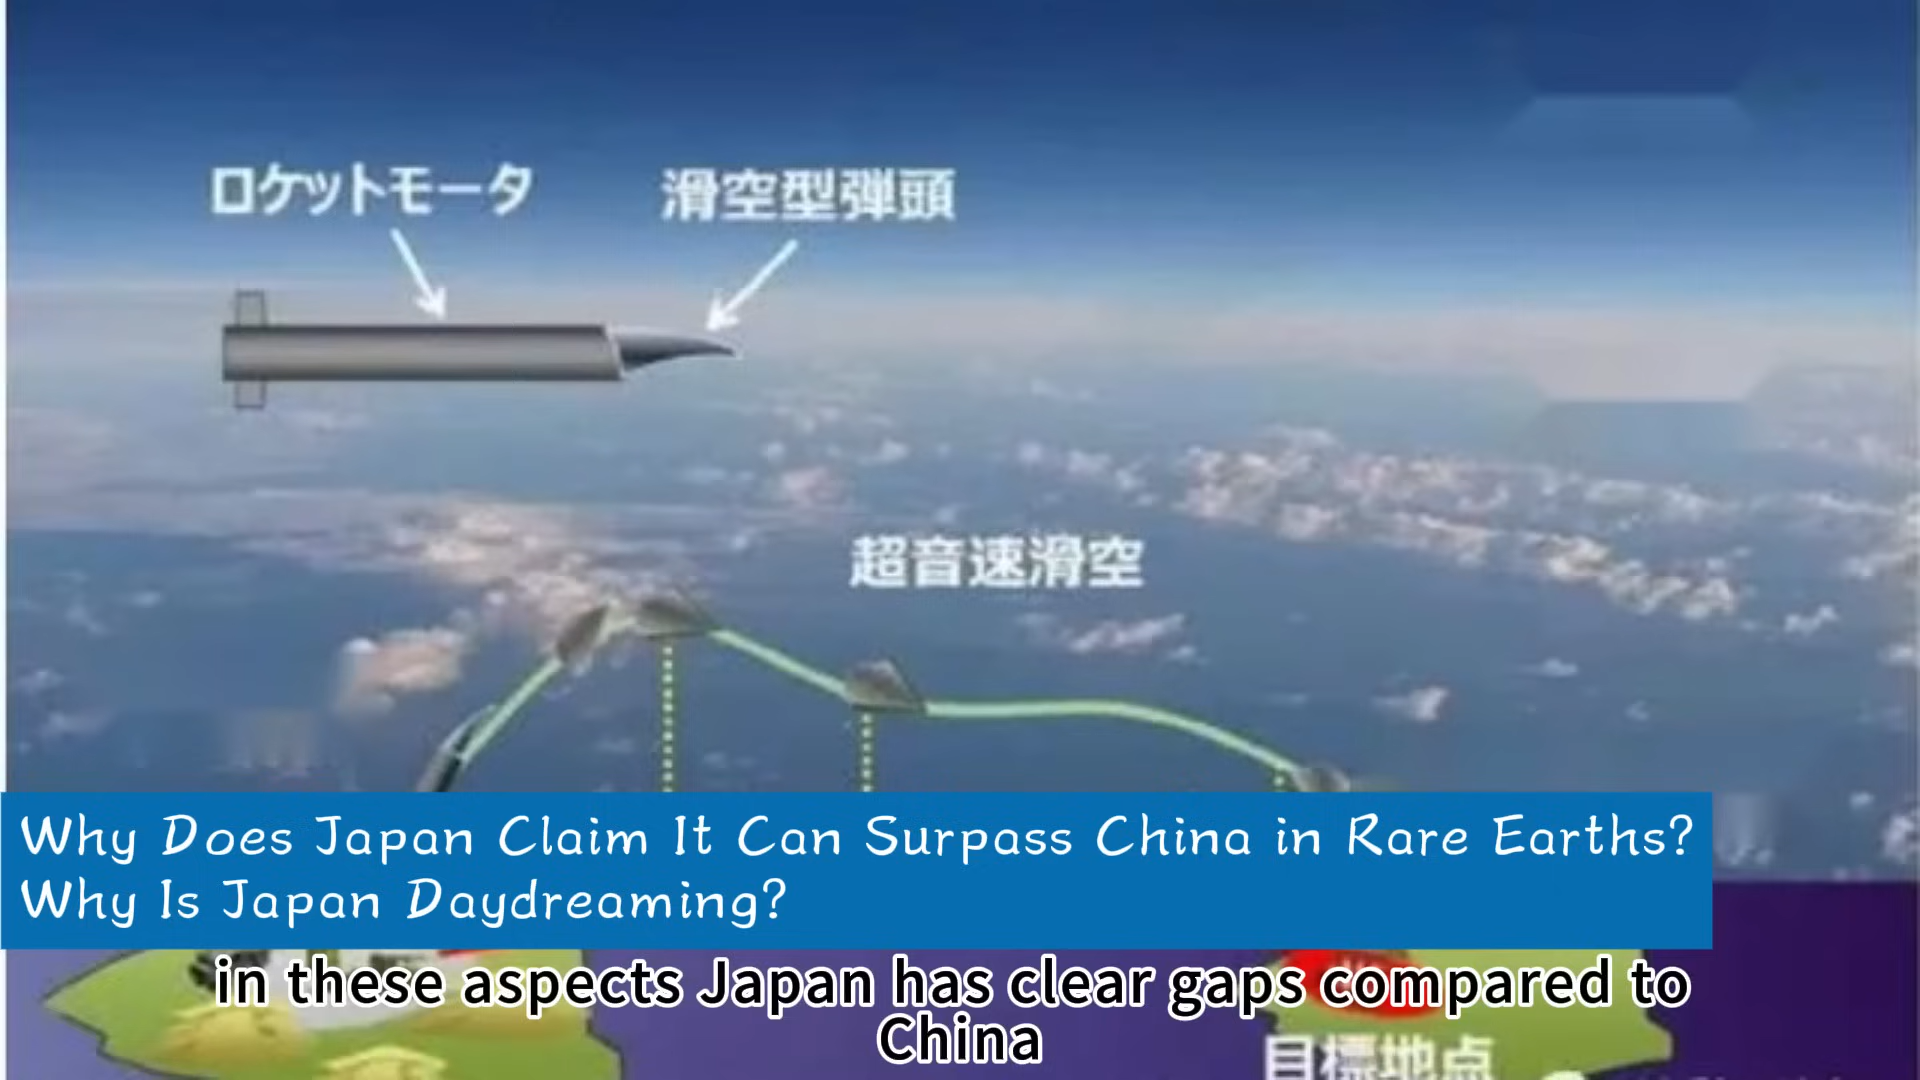 ロケットモータ
滑空型弾頭
超音速滑空
Why Does Japan Claim It Can Surpass China in Rare Earths?
Why Is Japan Daydreaming?
in these aspects Japan has clear gaps compared to
China
目標地点